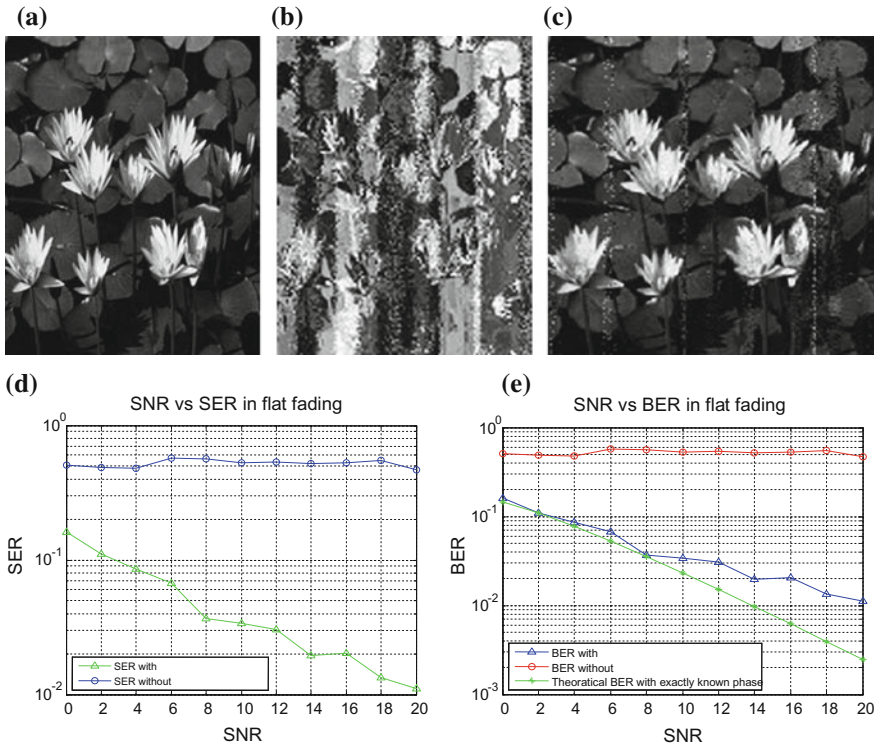 (a) (b) (c)
(d) (e)
SNR vs SER in flat fading
10^0
10^-1
10^-2
SER
SER with
SER without
0 2 4 6 8 10 12 14 16 18 20
SNR
SNR vs BER in flat fading
10^0
10^-1
10^-2
10^-3
BER
BER with
BER without
Theoratical BER with exactly known phase
0 2 4 6 8 10 12 14 16 18 20
SNR